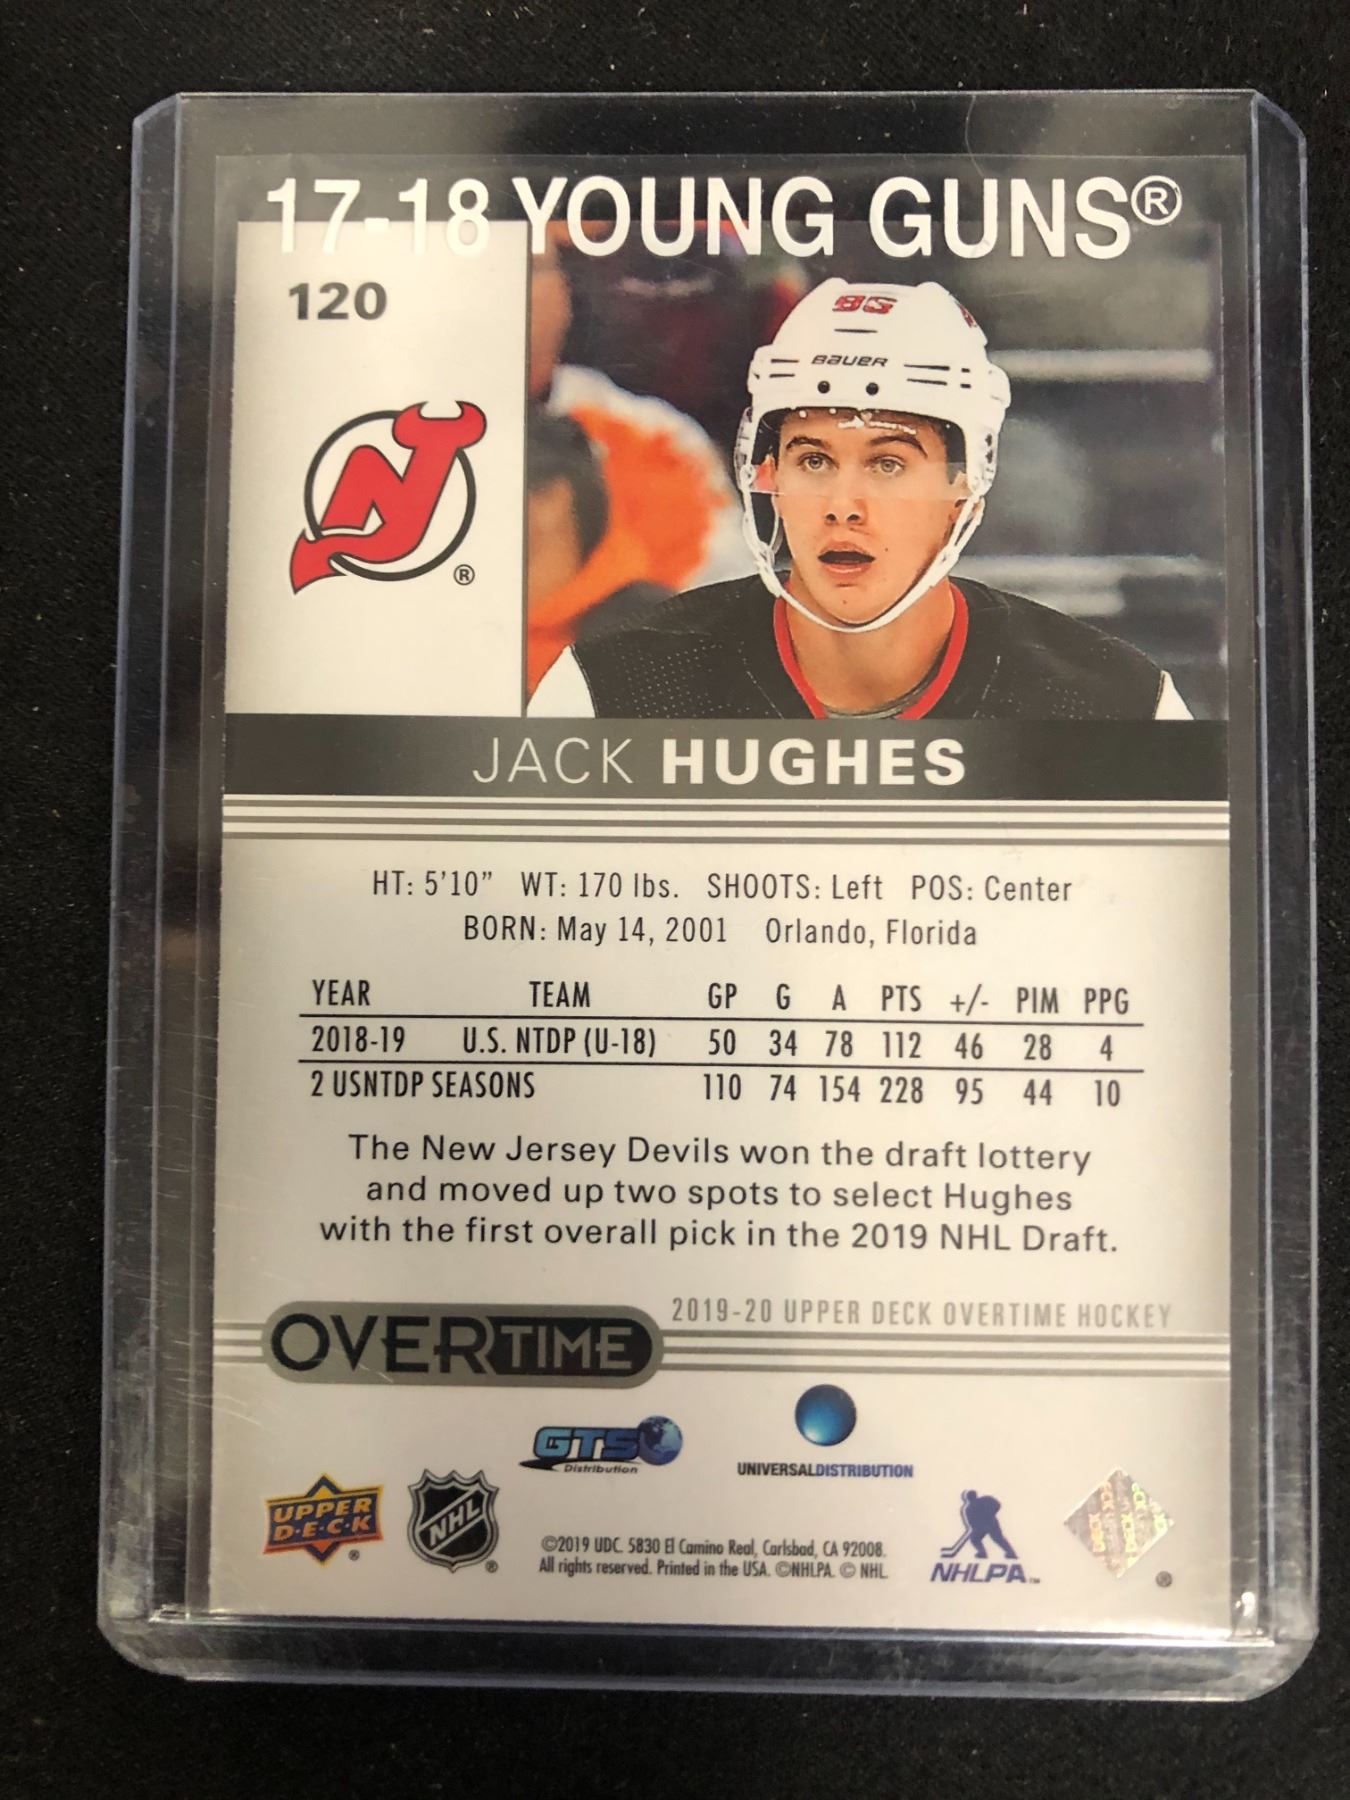 17-18 YOUNG GUNS®
120
®
Bauer
JACK HUGHES
HT: 5'10" WT: 170 lbs. SHOOTS: Left POS: Center
BORN: May 14, 2001 Orlando, Florida
YEAR TEAM GP G A PTS +/- PIM PPG
2018-19 U.S. NTDP (U-18) 50 34 78 112 46 28 4
2 USNTDP SEASONS 110 74 154 228 95 44 10
The New Jersey Devils won the draft lottery
and moved up two spots to select Hughes
with the first overall pick in the 2019 NHL Draft.
2019-20 UPPER DECK OVERTIME HOCKEY
OVERTIME
GTS
Distribution
UNIVERSALDISTRIBUTION
UPPER
D·E·C·K
®
NHL
®
©2019 UDC. 5830 El Camino Real, Carlsbad, CA 92008.
All rights reserved. Printed in the USA. ©NHLPA. © NHL
NHLPA™
®